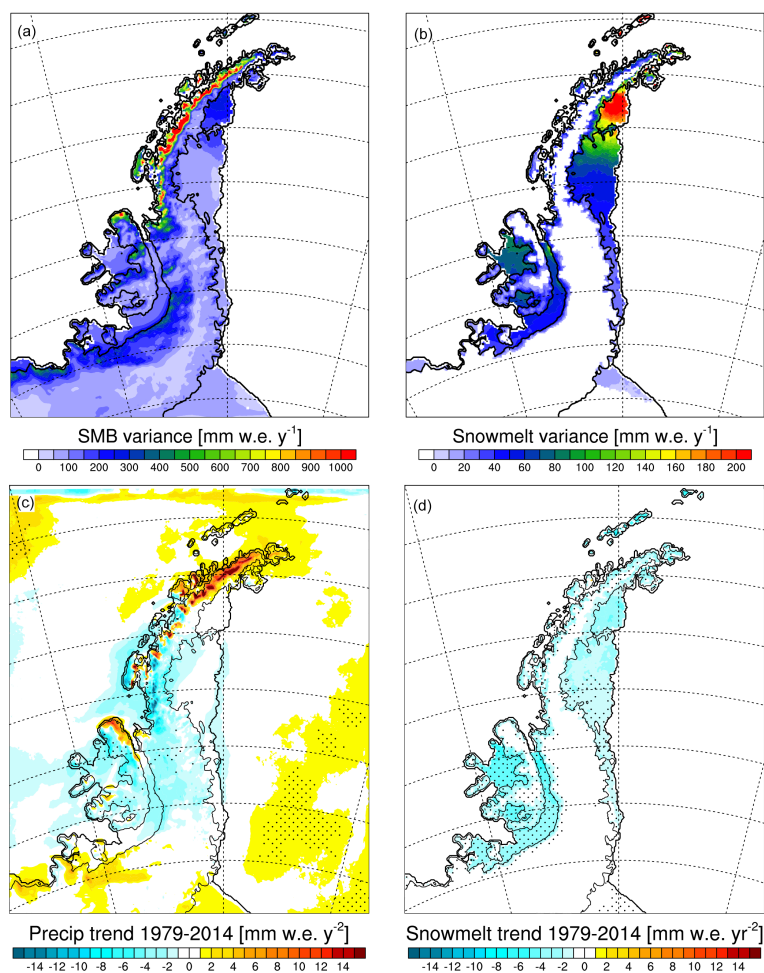 (a)
(b)
SMB variance [mm w.e. y-1]
0 100 200 300 400 500 600 700 800 900 1000
Snowmelt variance [mm w.e. y-1]
0 20 40 60 80 100 120 140 160 180 200
(c)
(d)
Precip trend 1979-2014 [mm w.e. y-2]
-14 -12 -10 -8 -6 -4 -2 0 2 4 6 8 10 12 14
Snowmelt trend 1979-2014 [mm w.e. yr-2]
-14 -12 -10 -8 -6 -4 -2 0 2 4 6 8 10 12 14